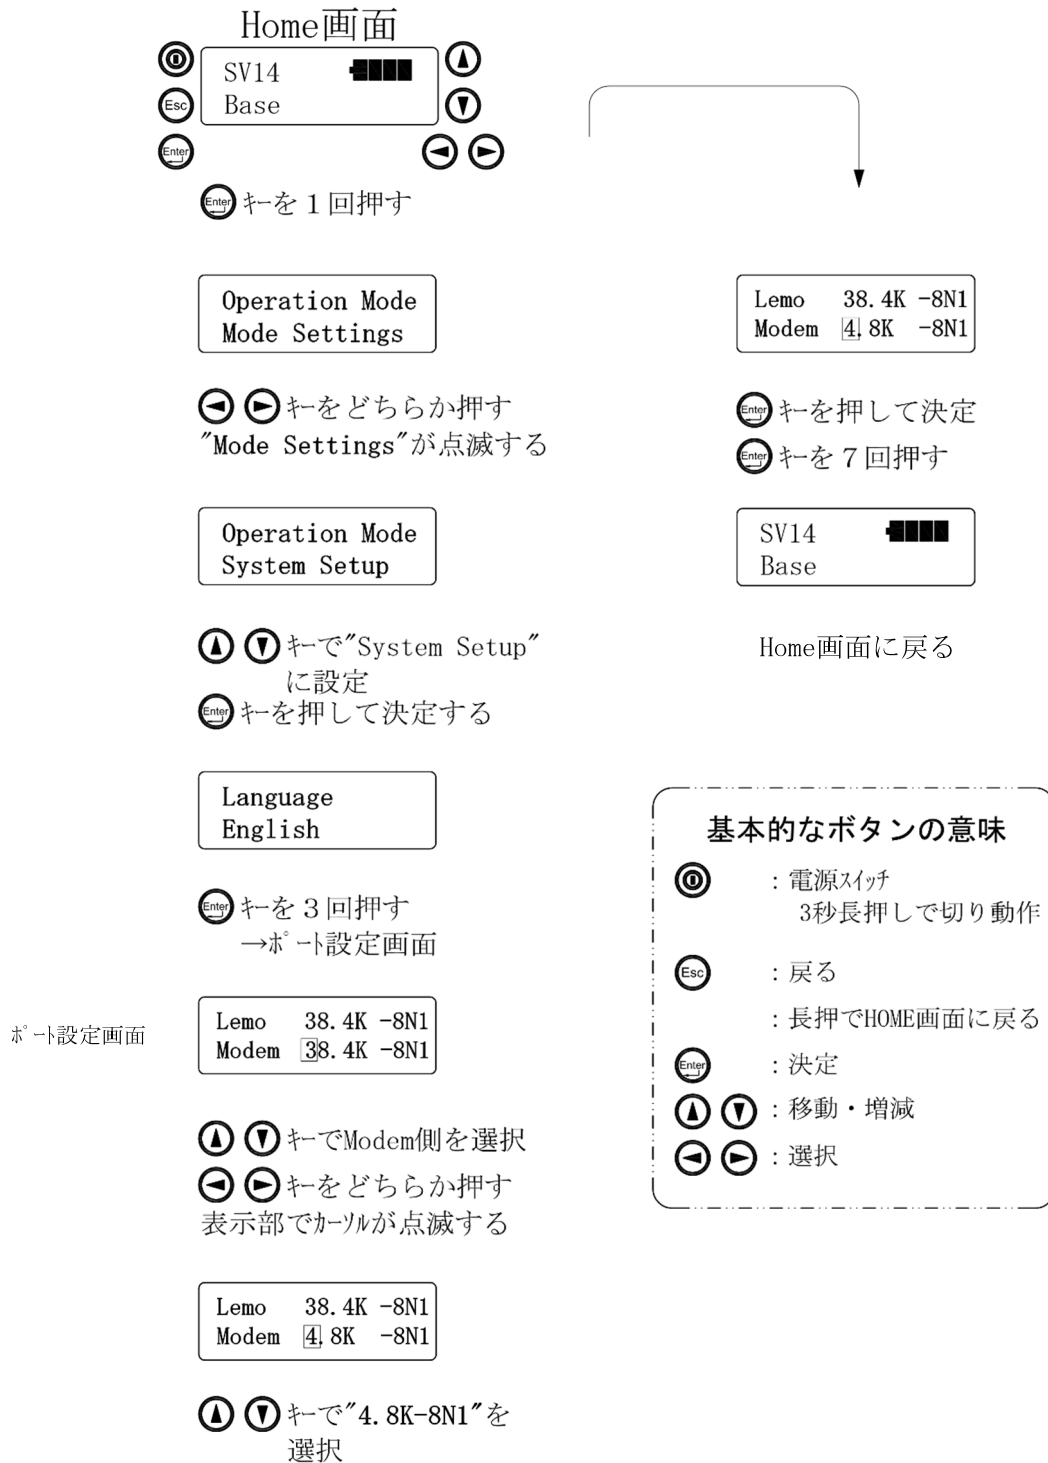 Home画面
SV14
Base
Esc
Enter
Enter ｷｰを１回押す
Operation Mode
Mode Settings
ｷｰをどちらか押す
"Mode Settings"が点滅する
Operation Mode
System Setup
ｷｰで"System Setup"
に設定
Enter ｷｰを押して決定する
Language
English
Enter ｷｰを３回押す
→ﾎﾟｰﾄ設定画面
ﾎﾟｰﾄ設定画面
Lemo 38.4K -8N1
Modem 38.4K -8N1
ｷｰでModem側を選択
ｷｰをどちらか押す
表示部でｶｰｿﾙが点滅する
Lemo 38.4K -8N1
Modem 4.8K -8N1
ｷｰで"4.8K-8N1"を
選択
Lemo 38.4K -8N1
Modem 4.8K -8N1
Enter ｷｰを押して決定
Enter ｷｰを７回押す
SV14
Base
Home画面に戻る
基本的なボタンの意味
：電源ｽｲｯﾁ
3秒長押しで切り動作
Esc ：戻る
：長押でHOME画面に戻る
Enter ：決定
：移動・増減
：選択